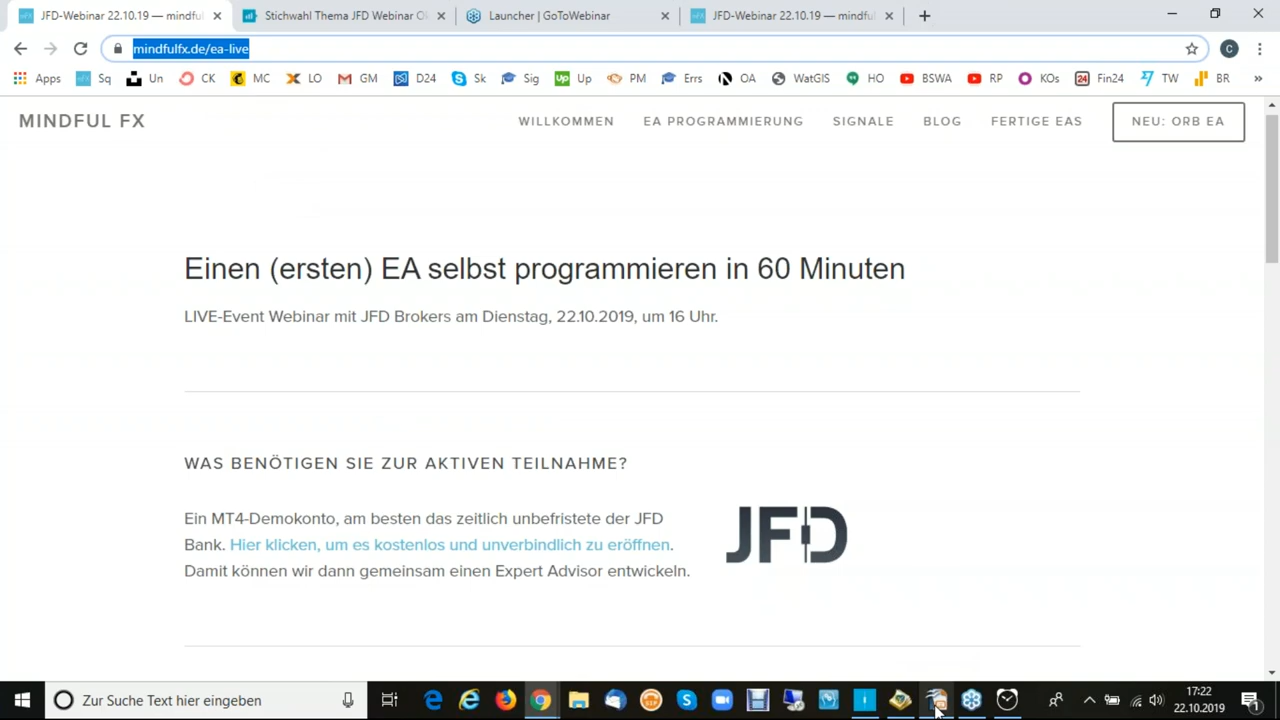 JFD-Webinar 22.10.19 — mindful
Stichwahl Thema JFD Webinar Ok
Launcher | GoToWebinar
JFD-Webinar 22.10.19 — mindful
mindfulfx.de/ea-live
C
Apps Sq Un CK MC LO GM D24 Sk Sig Up PM Errs OA WatGIS HO BSWA RP KOs Fin24 TW BR »
MINDFUL FX
WILLKOMMEN EA PROGRAMMIERUNG SIGNALE BLOG FERTIGE EAS NEU: ORB EA
Einen (ersten) EA selbst programmieren in 60 Minuten
LIVE-Event Webinar mit JFD Brokers am Dienstag, 22.10.2019, um 16 Uhr.
WAS BENÖTIGEN SIE ZUR AKTIVEN TEILNAHME?
Ein MT4-Demokonto, am besten das zeitlich unbefristete der JFD
Bank. Hier klicken, um es kostenlos und unverbindlich zu eröffnen.
Damit können wir dann gemeinsam einen Expert Advisor entwickeln.
JFD
Zur Suche Text hier eingeben
17:22
22.10.2019